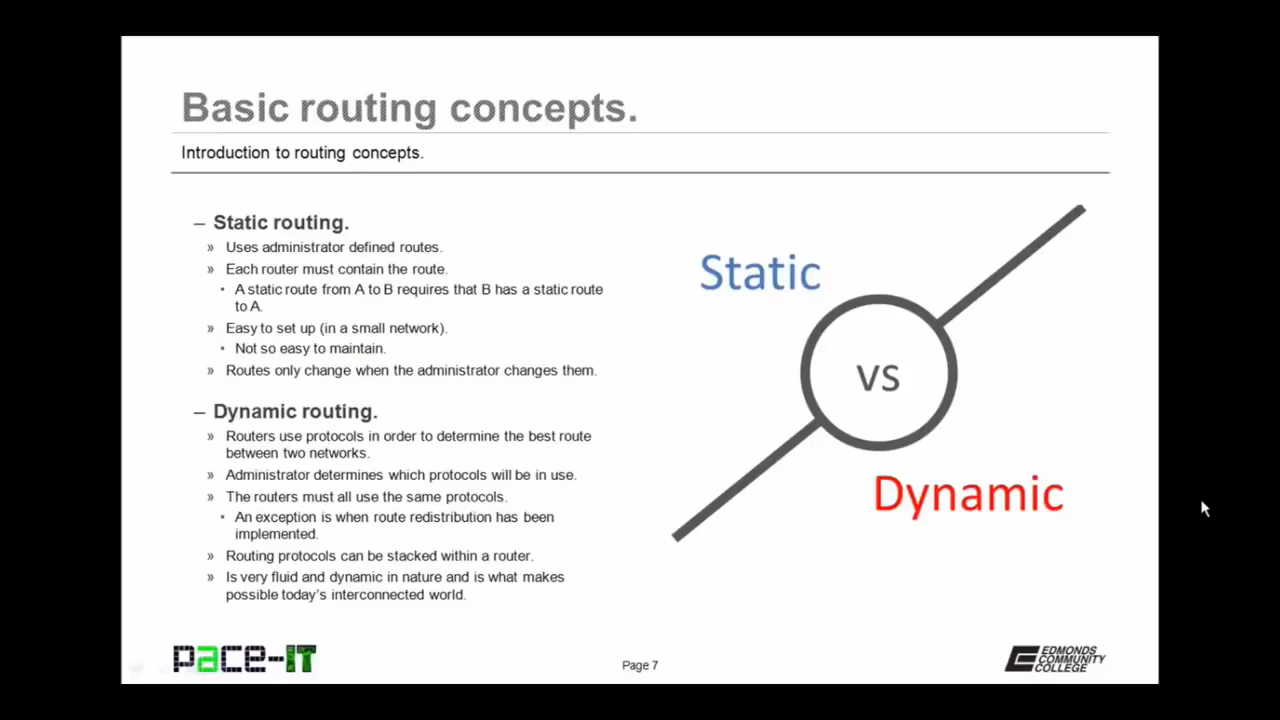 Basic routing concepts.
Introduction to routing concepts.
– Static routing.
» Uses administrator defined routes.
» Each router must contain the route.
• A static route from A to B requires that B has a static route
to A.
» Easy to set up (in a small network).
• Not so easy to maintain.
» Routes only change when the administrator changes them.
– Dynamic routing.
» Routers use protocols in order to determine the best route
between two networks.
» Administrator determines which protocols will be in use.
» The routers must all use the same protocols.
• An exception is when route redistribution has been
implemented.
» Routing protocols can be stacked within a router.
» Is very fluid and dynamic in nature and is what makes
possible today’s interconnected world.
Static
vs
Dynamic
pace-IT
Page 7
EDMONDS
COMMUNITY
COLLEGE